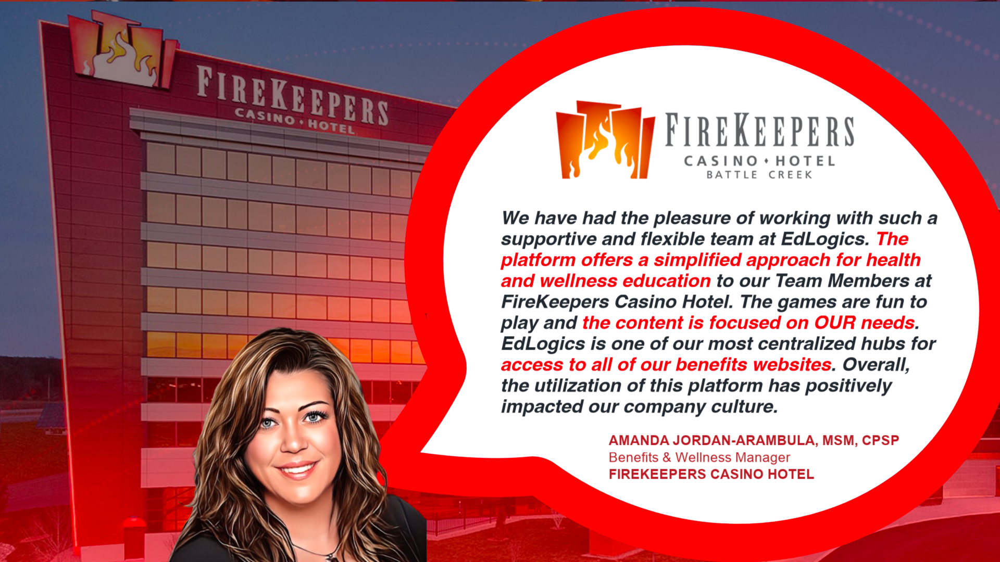 FIREKEEPERS
CASINO • HOTEL
FIREKEEPERS
CASINO ♦ HOTEL
BATTLE CREEK
We have had the pleasure of working with such a
supportive and flexible team at EdLogics. The
platform offers a simplified approach for health
and wellness education to our Team Members at
FireKeepers Casino Hotel. The games are fun to
play and the content is focused on OUR needs.
EdLogics is one of our most centralized hubs for
access to all of our benefits websites. Overall,
the utilization of this platform has positively
impacted our company culture.
AMANDA JORDAN-ARAMBULA, MSM, CPSP
Benefits & Wellness Manager
FIREKEEPERS CASINO HOTEL